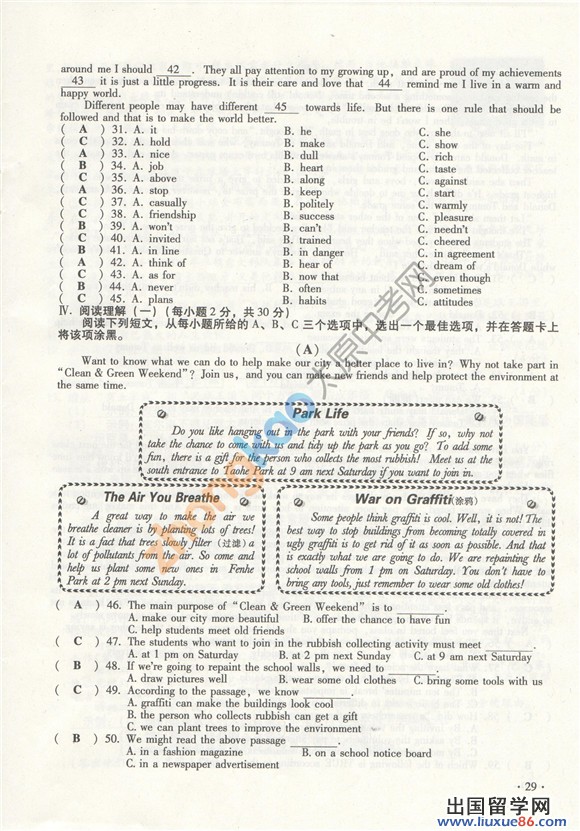 around me I should 42 . They all pay attention to my growing up, and are proud of my achievements
43 it is just a little progress. It is their care and love that 44 remind me I live in a warm and
happy world.
Different people may have different 45 towards life. But there is one rule that should be
followed and that is to make the world better.
( A ) 31. A. it B. he C. she
( C ) 32. A. hold B. make C. show
( A ) 33. A. nice B. dull C. rich
( B ) 34. A. job B. heart C. taste
( C ) 35. A. above B. along C. against
( A ) 36. A. stop B. keep C. start
( C ) 37. A. casually B. politely C. warmly
( C ) 38. A. friendship B. success C. pleasure
( B ) 39. A. won't B. can't C. needn't
( C ) 40. A. invited B. trained C. cheered
( B ) 41. A. in line B. in danger C. in agreement
( A ) 42. A. think of B. hear of C. dream of
( C ) 43. A. as for B. now that C. even though
( B ) 44. A. never B. often C. sometimes
( C ) 45. A. plans B. habits C. attitudes
Ⅳ. 阅读理解(一)(每小题2分,共30分)
阅读下列短文,从每小题所给的A、B、C三个选项中,选出一个最佳选项,并在答题卡上
将该项涂黑。
(A)
Want to know what we can do to help make our city a better place to live in? Why not take part in
"Clean & Green Weekend"? Join us, and you can make new friends and help protect the environment at
the same time.
Park Life
Do you like hanging out in the park with your friends? If so, why not
take the chance to come with us and tidy up the park as you go? To add some
fun, there is a gift for the person who collects the most rubbish! Meet us at the
south entrance to Taohe Park at 9 am next Saturday if you want to join in.
The Air You Breathe
A great way to make the air we
breathe cleaner is by planting lots of trees!
It is a fact that trees slowly filter (过滤) a
lot of pollutants from the air. So come and
help us plant some new ones in Fenhe
Park at 2 pm next Sunday.
War on Graffiti(涂鸦)
Some people think graffiti is cool. Well, it is not! The
best way to stop buildings from becoming totally covered in
ugly graffiti is to get rid of it as soon as possible. And that
is exactly what we are going to do. We are repainting the
school walls from 1 pm on Saturday. You don't have to
bring any tools, just remember to wear some old clothes!
( A ) 46. The main purpose of "Clean & Green Weekend" is to .
A. make our city more beautiful B. offer the chance to have fun
C. help students meet old friends
( C ) 47. The students who want to join in the rubbish collecting activity must meet .
A. at 1 pm on Saturday B. at 2 pm next Sunday C. at 9 am next Saturday
( B ) 48. If we're going to repaint the school walls, we need to .
A. draw pictures well B. wear some old clothes C. bring some tools with us
( C ) 49. According to the passage, we know .
A. graffiti can make the buildings look cool
B. the person who collects rubbish can get a gift
C. we can plant trees to improve the environment
( B ) 50. We might read the above passage .
A. in a fashion magazine B. on a school notice board
C. in a newspaper advertisement
· 29 ·
zhongkao 太原中考网
出国留学网
www.liuxue86.com